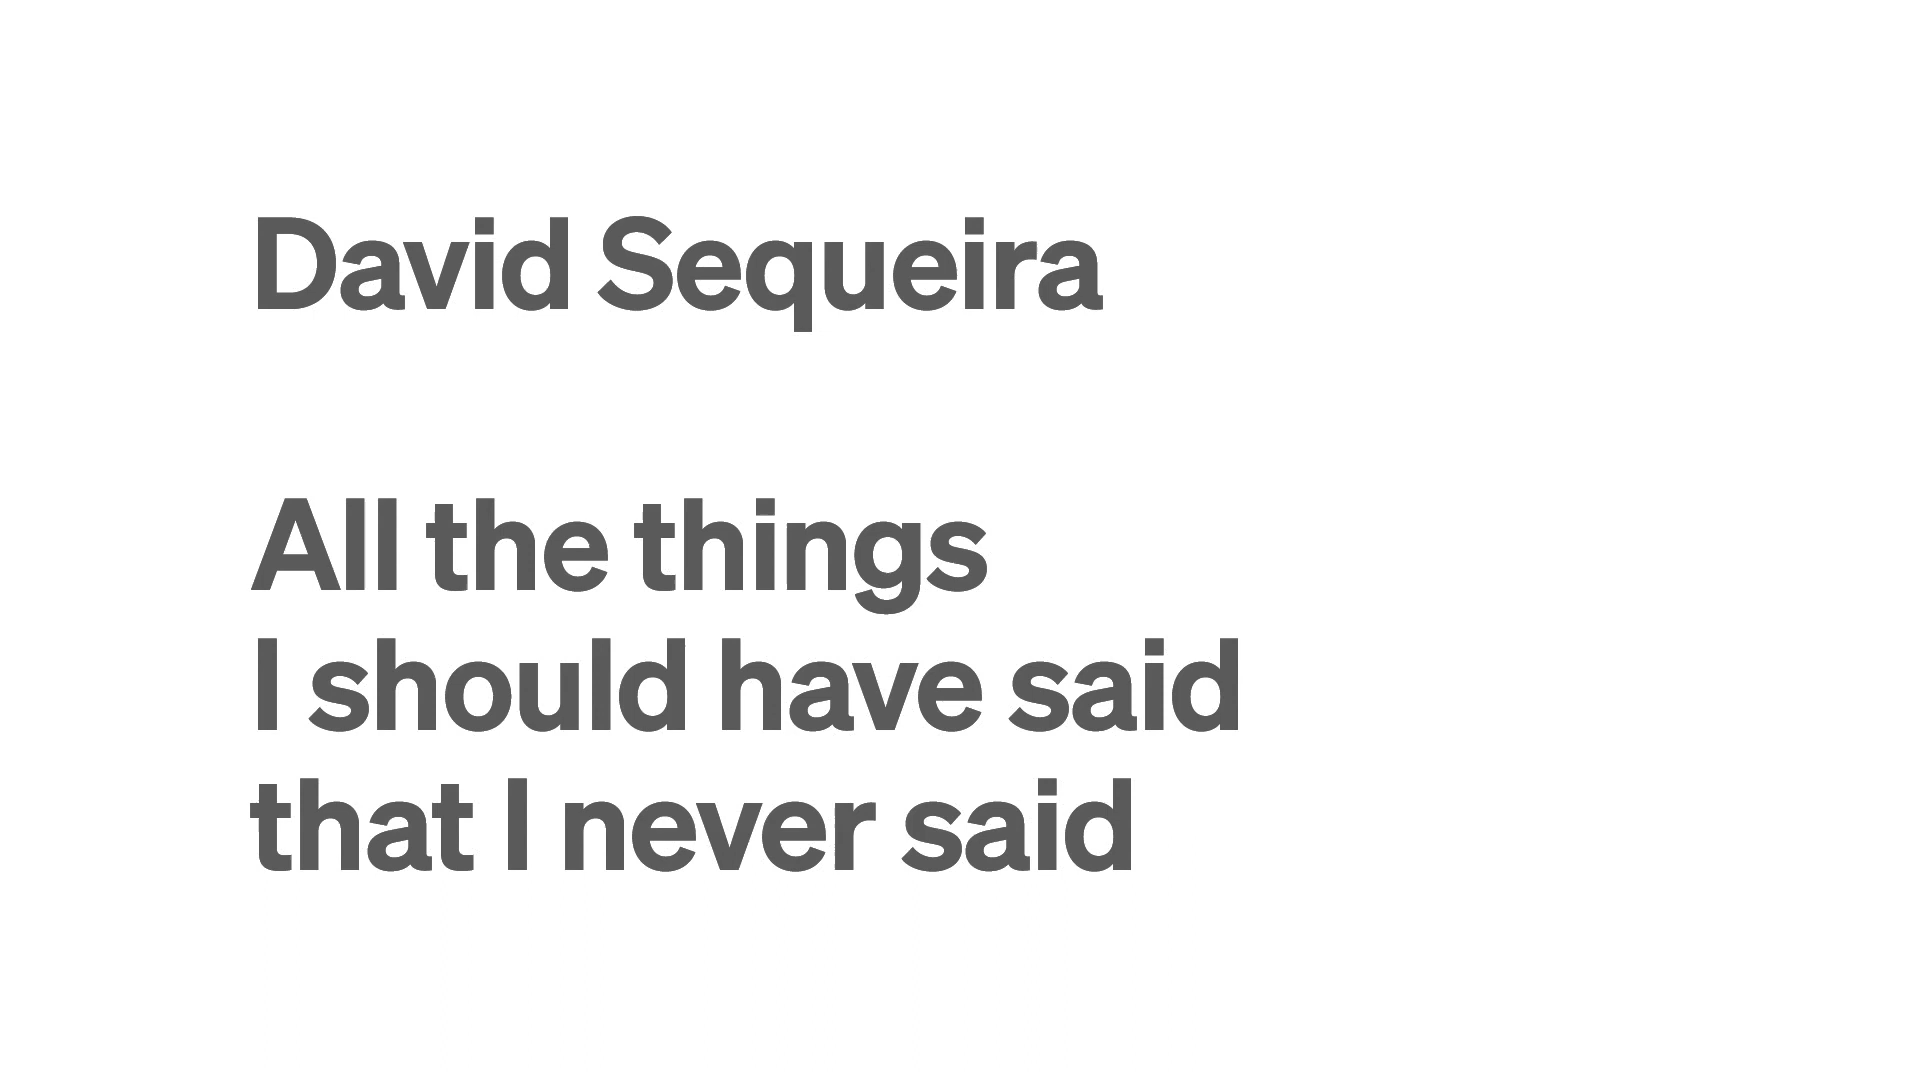 David Sequeira
All the things
I should have said
that I never said